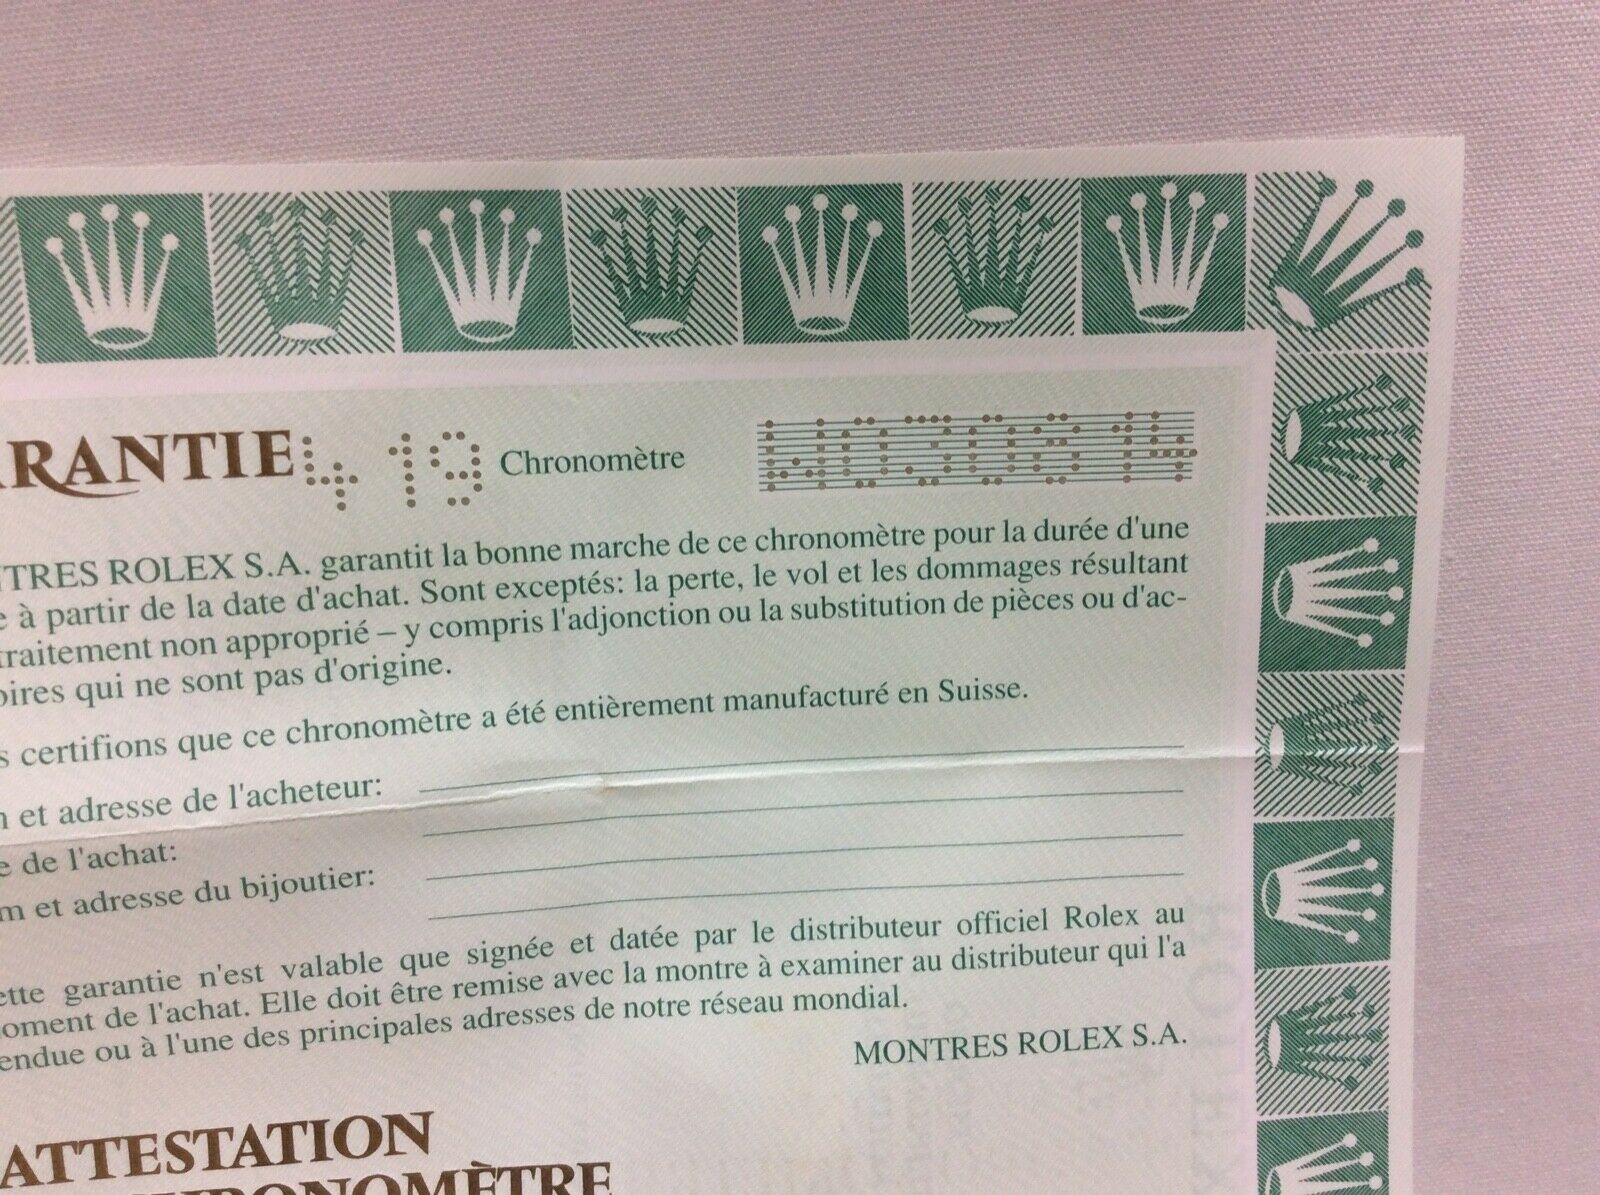 ARANTIE 419 Chronomètre W030814
NTRES ROLEX S.A. garantit la bonne marche de ce chronomètre pour la durée d'une
e à partir de la date d'achat. Sont exceptés: la perte, le vol et les dommages résultant
traitement non approprié – y compris l'adjonction ou la substitution de pièces ou d'ac-
oires qui ne sont pas d'origine.
s certifions que ce chronomètre a été entièrement manufacturé en Suisse.
n et adresse de l'acheteur:
e de l'achat:
m et adresse du bijoutier:
ette garantie n'est valable que signée et datée par le distributeur officiel Rolex au
oment de l'achat. Elle doit être remise avec la montre à examiner au distributeur qui l'a
endue ou à l'une des principales adresses de notre réseau mondial.
MONTRES ROLEX S.A.
ATTESTATION
CHRONOMÈTRE